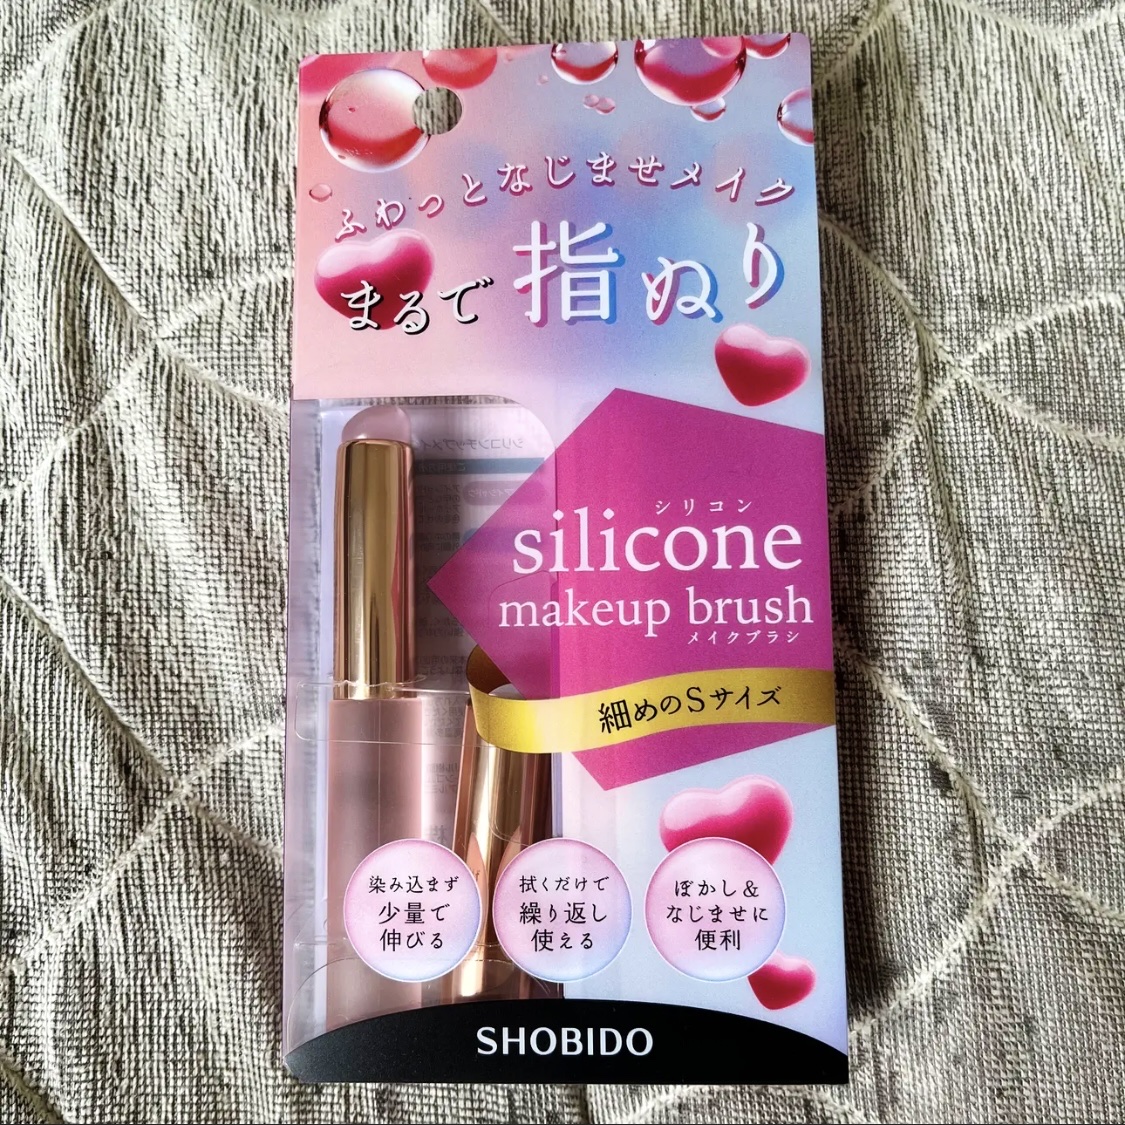 ふわっとなじませメイク
まるで指ぬり
シリコン
silicone
makeup brush
メイクブラシ
細めのSサイズ
染み込まず
少量で
伸びる
拭くだけで
繰り返し
使える
ぼかし&
なじませに
便利
SHOBIDO